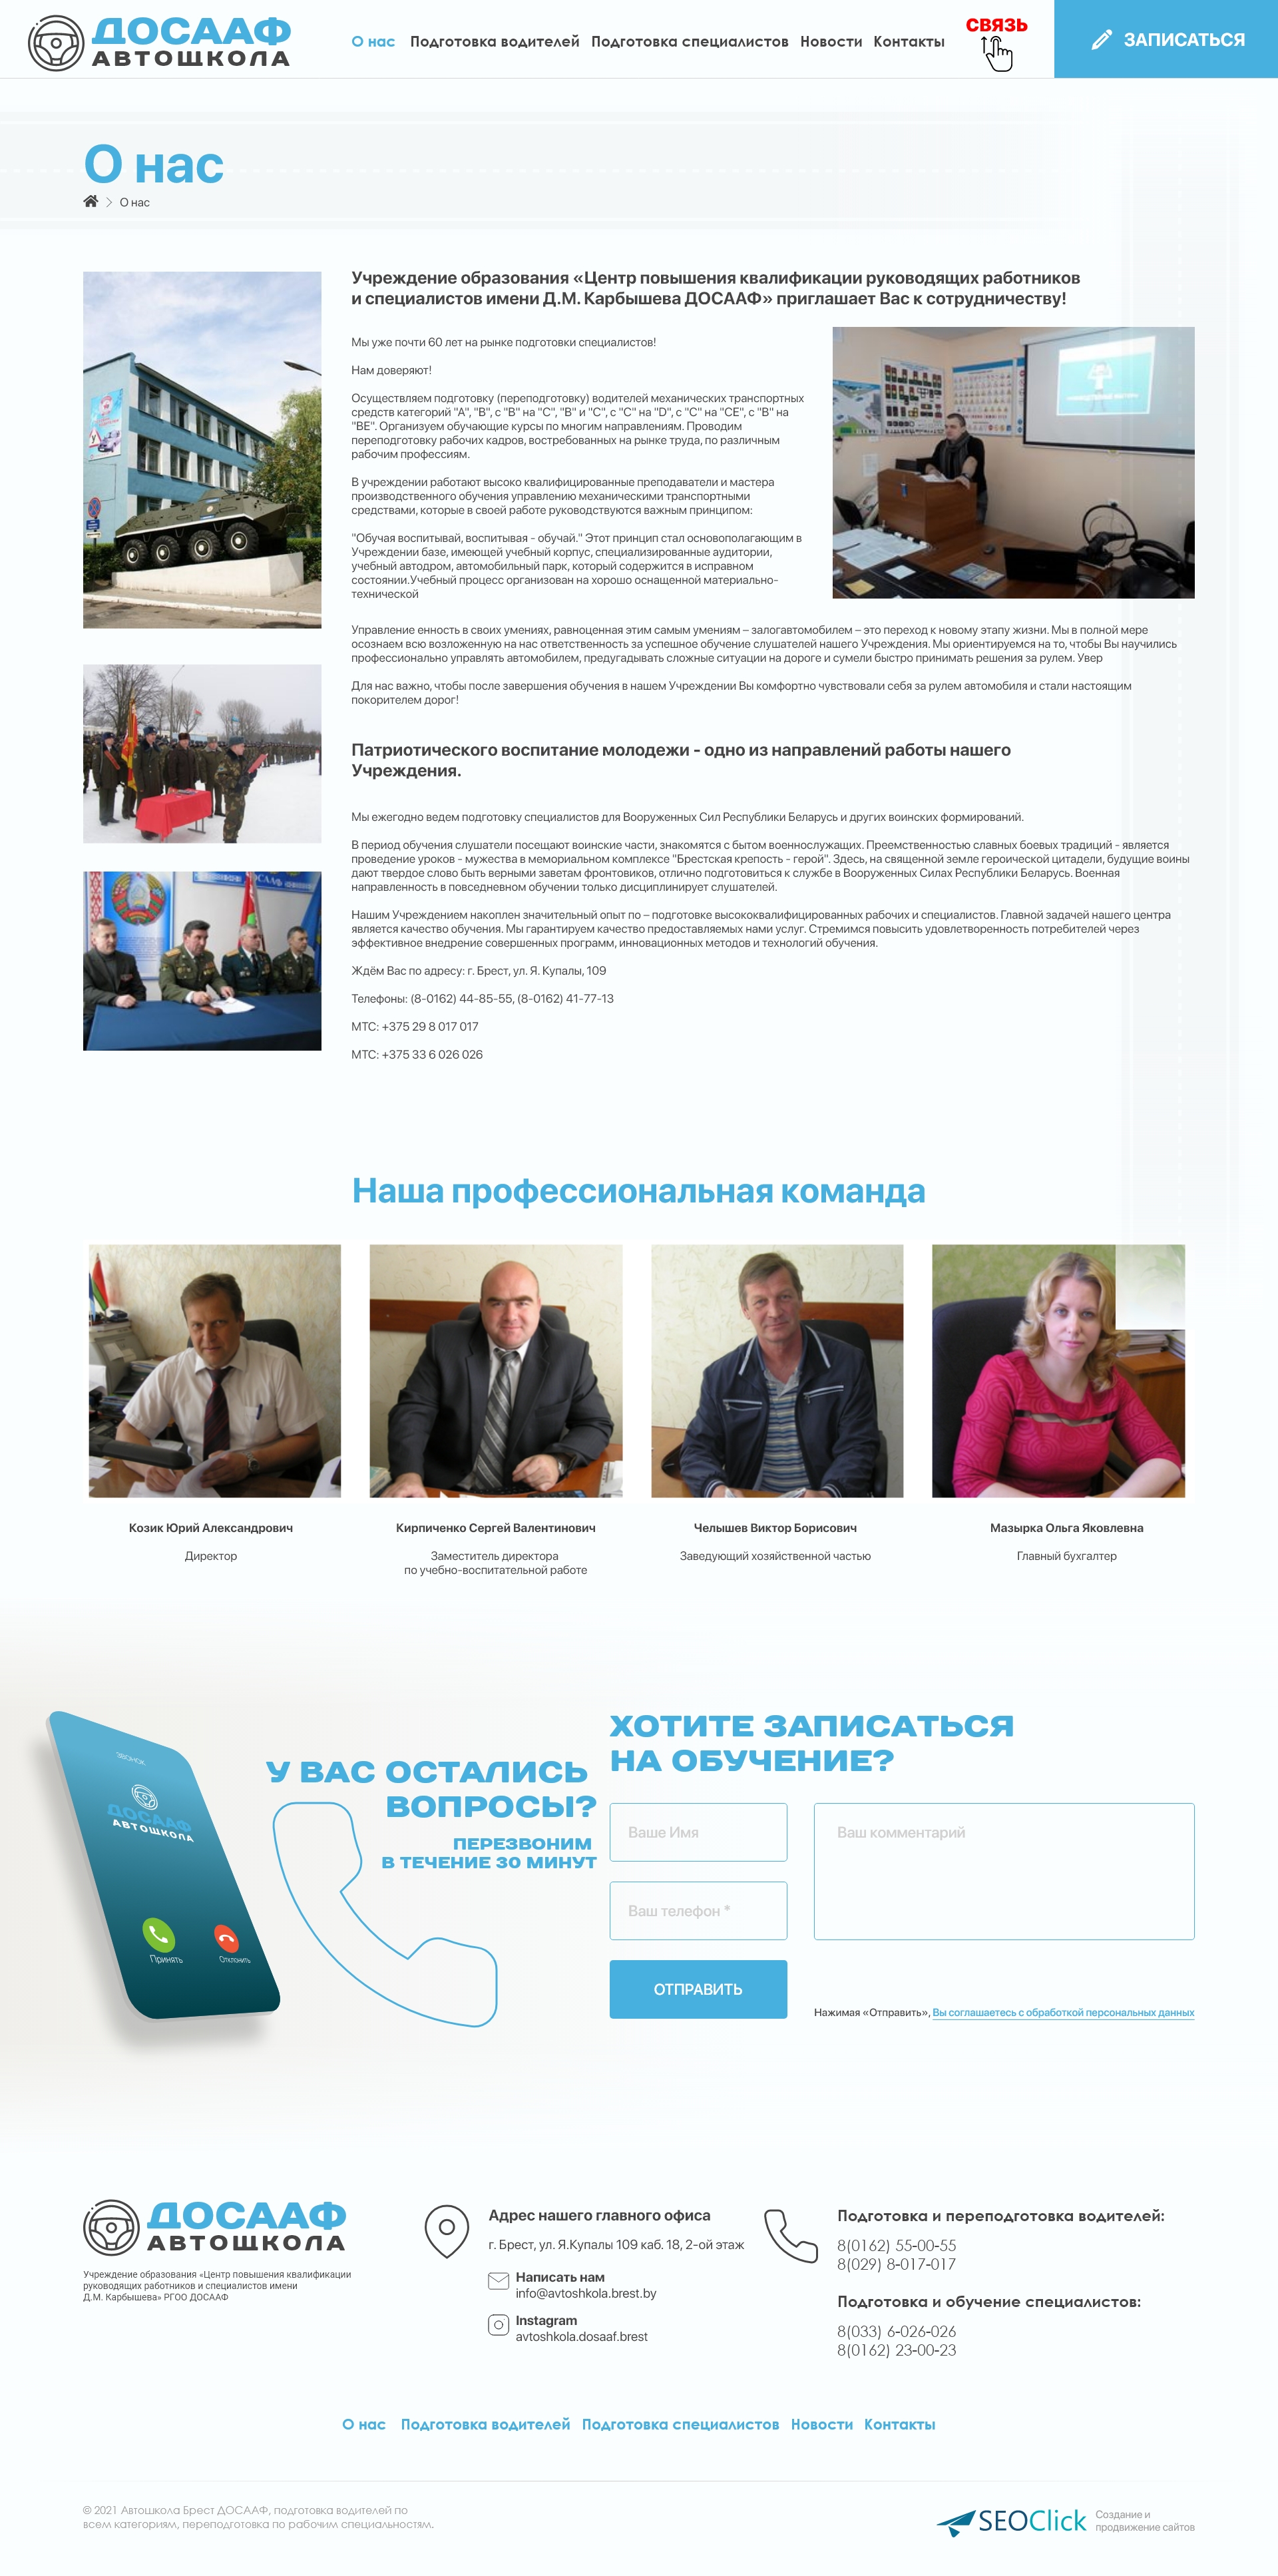 ДОСААФ
АВТОШКОЛА
О нас Подготовка водителей Подготовка специалистов Новости Контакты
СВЯЗЬ
ЗАПИСАТЬСЯ
О нас
О нас
Учреждение образования «Центр повышения квалификации руководящих работников
и специалистов имени Д.М. Карбышева ДОСААФ» приглашает Вас к сотрудничеству!
Мы уже почти 60 лет на рынке подготовки специалистов!
Нам доверяют!
Осуществляем подготовку (переподготовку) водителей механических транспортных
средств категорий "А", "В", с "В" на "С", "В" и "С", с "С" на "D", с "С" на "СЕ", с "В" на
"ВЕ". Организуем обучающие курсы по многим направлениям. Проводим
переподготовку рабочих кадров, востребованных на рынке труда, по различным
рабочим профессиям.
В учреждении работают высоко квалифицированные преподаватели и мастера
производственного обучения управлению механическими транспортными
средствами, которые в своей работе руководствуются важным принципом:
"Обучая воспитывай, воспитывая - обучай." Этот принцип стал основополагающим в
Учреждении базе, имеющей учебный корпус, специализированные аудитории,
учебный автодром, автомобильный парк, который содержится в исправном
состоянии.Учебный процесс организован на хорошо оснащенной материально-
технической
Управление енность в своих умениях, равноценная этим самым умениям – залогавтомобилем – это переход к новому этапу жизни. Мы в полной мере
осознаем всю возложенную на нас ответственность за успешное обучение слушателей нашего Учреждения. Мы ориентируемся на то, чтобы Вы научились
профессионально управлять автомобилем, предугадывать сложные ситуации на дороге и сумели быстро принимать решения за рулем. Увер
Для нас важно, чтобы после завершения обучения в нашем Учреждении Вы комфортно чувствовали себя за рулем автомобиля и стали настоящим
покорителем дорог!
Патриотического воспитание молодежи - одно из направлений работы нашего
Учреждения.
Мы ежегодно ведем подготовку специалистов для Вооруженных Сил Республики Беларусь и других воинских формирований.
В период обучения слушатели посещают воинские части, знакомятся с бытом военнослужащих. Преемственностью славных боевых традиций - является
проведение уроков - мужества в мемориальном комплексе "Брестская крепость - герой". Здесь, на священной земле героической цитадели, будущие воины
дают твердое слово быть верными заветам фронтовиков, отлично подготовиться к службе в Вооруженных Силах Республики Беларусь. Военная
направленность в повседневном обучении только дисциплинирует слушателей.
Нашим Учреждением накоплен значительный опыт по – подготовке высококвалифицированных рабочих и специалистов. Главной задачей нашего центра
является качество обучения. Мы гарантируем качество предоставляемых нами услуг. Стремимся повысить удовлетворенность потребителей через
эффективное внедрение совершенных программ, инновационных методов и технологий обучения.
Ждём Вас по адресу: г. Брест, ул. Я. Купалы, 109
Телефоны: (8-0162) 44-85-55, (8-0162) 41-77-13
МТС: +375 29 8 017 017
МТС: +375 33 6 026 026
Наша профессиональная команда
Козик Юрий Александрович
Директор
Кирпиченко Сергей Валентинович
Заместитель директора
по учебно-воспитательной работе
Челышев Виктор Борисович
Заведующий хозяйственной частью
Мазырка Ольга Яковлевна
Главный бухгалтер
ЗВОНОК
ДОСААФ
АВТОШКОЛА
Принять
Отклонить
У ВАС ОСТАЛИСЬ
ВОПРОСЫ?
ПЕРЕЗВОНИМ
В ТЕЧЕНИЕ 30 МИНУТ
ХОТИТЕ ЗАПИСАТЬСЯ
НА ОБУЧЕНИЕ?
Ваше Имя
Ваш телефон *
Ваш комментарий
ОТПРАВИТЬ
Нажимая «Отправить», Вы соглашаетесь с обработкой персональных данных
ДОСААФ
АВТОШКОЛА
Учреждение образования «Центр повышения квалификации
руководящих работников и специалистов имени
Д.М. Карбышева» РГОО ДОСААФ
Адрес нашего главного офиса
г. Брест, ул. Я.Купалы 109 каб. 18, 2-ой этаж
Написать нам
info@avtoshkola.brest.by
Instagram
avtoshkola.dosaaf.brest
Подготовка и переподготовка водителей:
8(0162) 55-00-55
8(029) 8-017-017
Подготовка и обучение специалистов:
8(033) 6-026-026
8(0162) 23-00-23
О нас Подготовка водителей Подготовка специалистов Новости Контакты
© 2021 Автошкола Брест ДОСААФ, подготовка водителей по
всем категориям, переподготовка по рабочим специальностям.
SEOClick
Создание и
продвижение сайтов